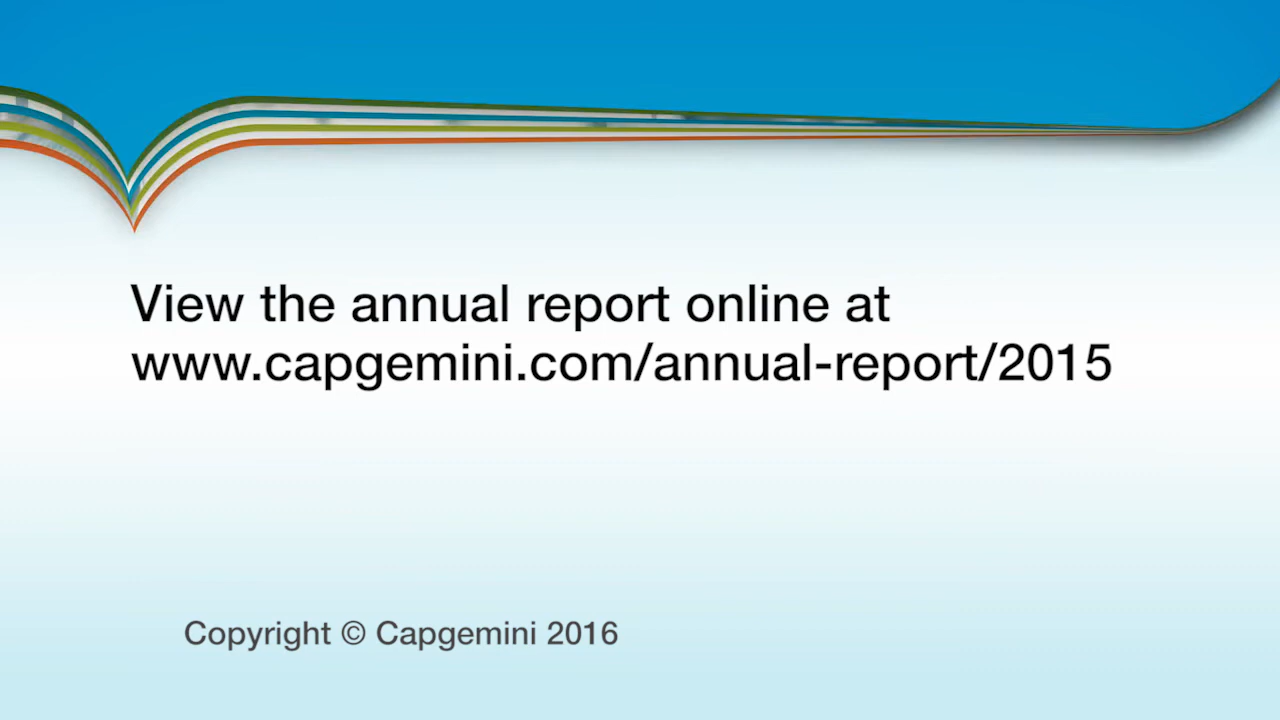 View the annual report online at
www.capgemini.com/annual-report/2015
Copyright © Capgemini 2016